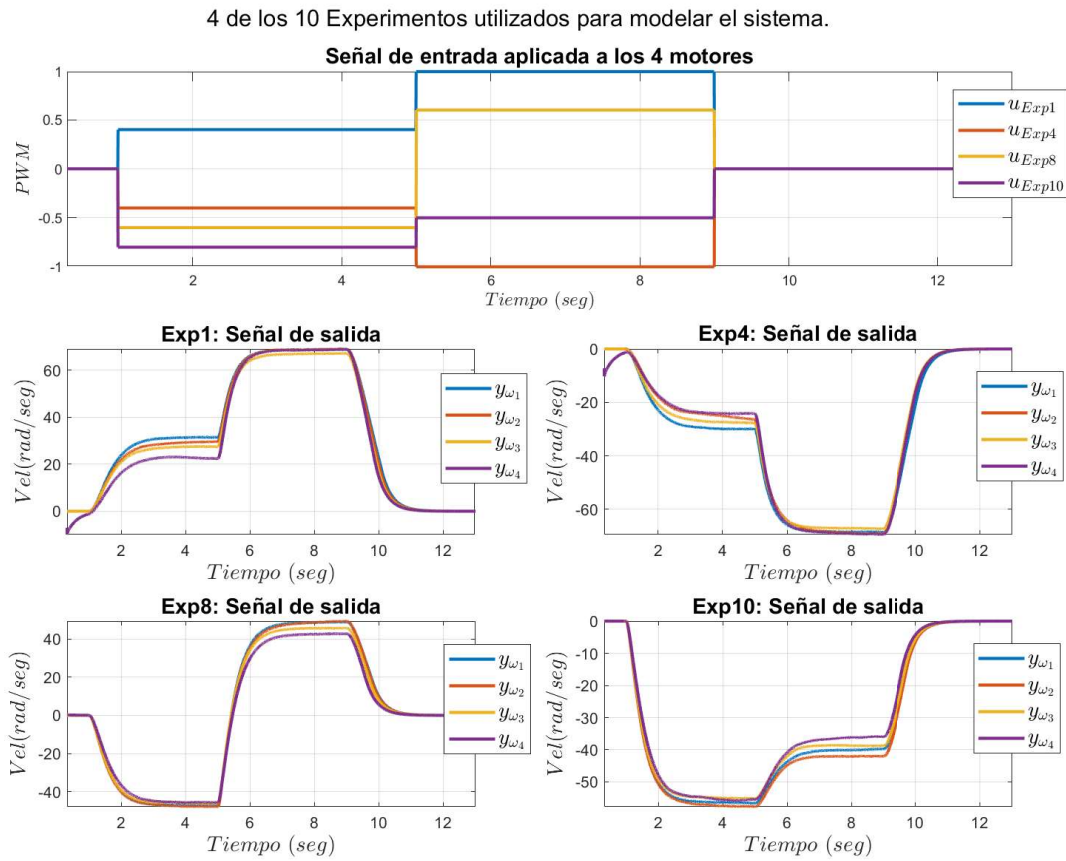 4 de los 10 Experimentos utilizados para modelar el sistema.
Señal de entrada aplicada a los 4 motores
1
0.5
0
-0.5
-1
PWM
2 4 6 8 10 12
Tiempo (seg)
u_Exp1
u_Exp4
u_Exp8
u_Exp10
Exp1: Señal de salida
60
40
20
0
Vel(rad/seg)
2 4 6 8 10 12
Tiempo (seg)
y_ω1
y_ω2
y_ω3
y_ω4
Exp4: Señal de salida
0
-20
-40
-60
Vel(rad/seg)
2 4 6 8 10 12
Tiempo (seg)
y_ω1
y_ω2
y_ω3
y_ω4
Exp8: Señal de salida
40
20
0
-20
-40
Vel(rad/seg)
2 4 6 8 10 12
Tiempo (seg)
y_ω1
y_ω2
y_ω3
y_ω4
Exp10: Señal de salida
0
-10
-20
-30
-40
-50
Vel(rad/seg)
2 4 6 8 10 12
Tiempo (seg)
y_ω1
y_ω2
y_ω3
y_ω4